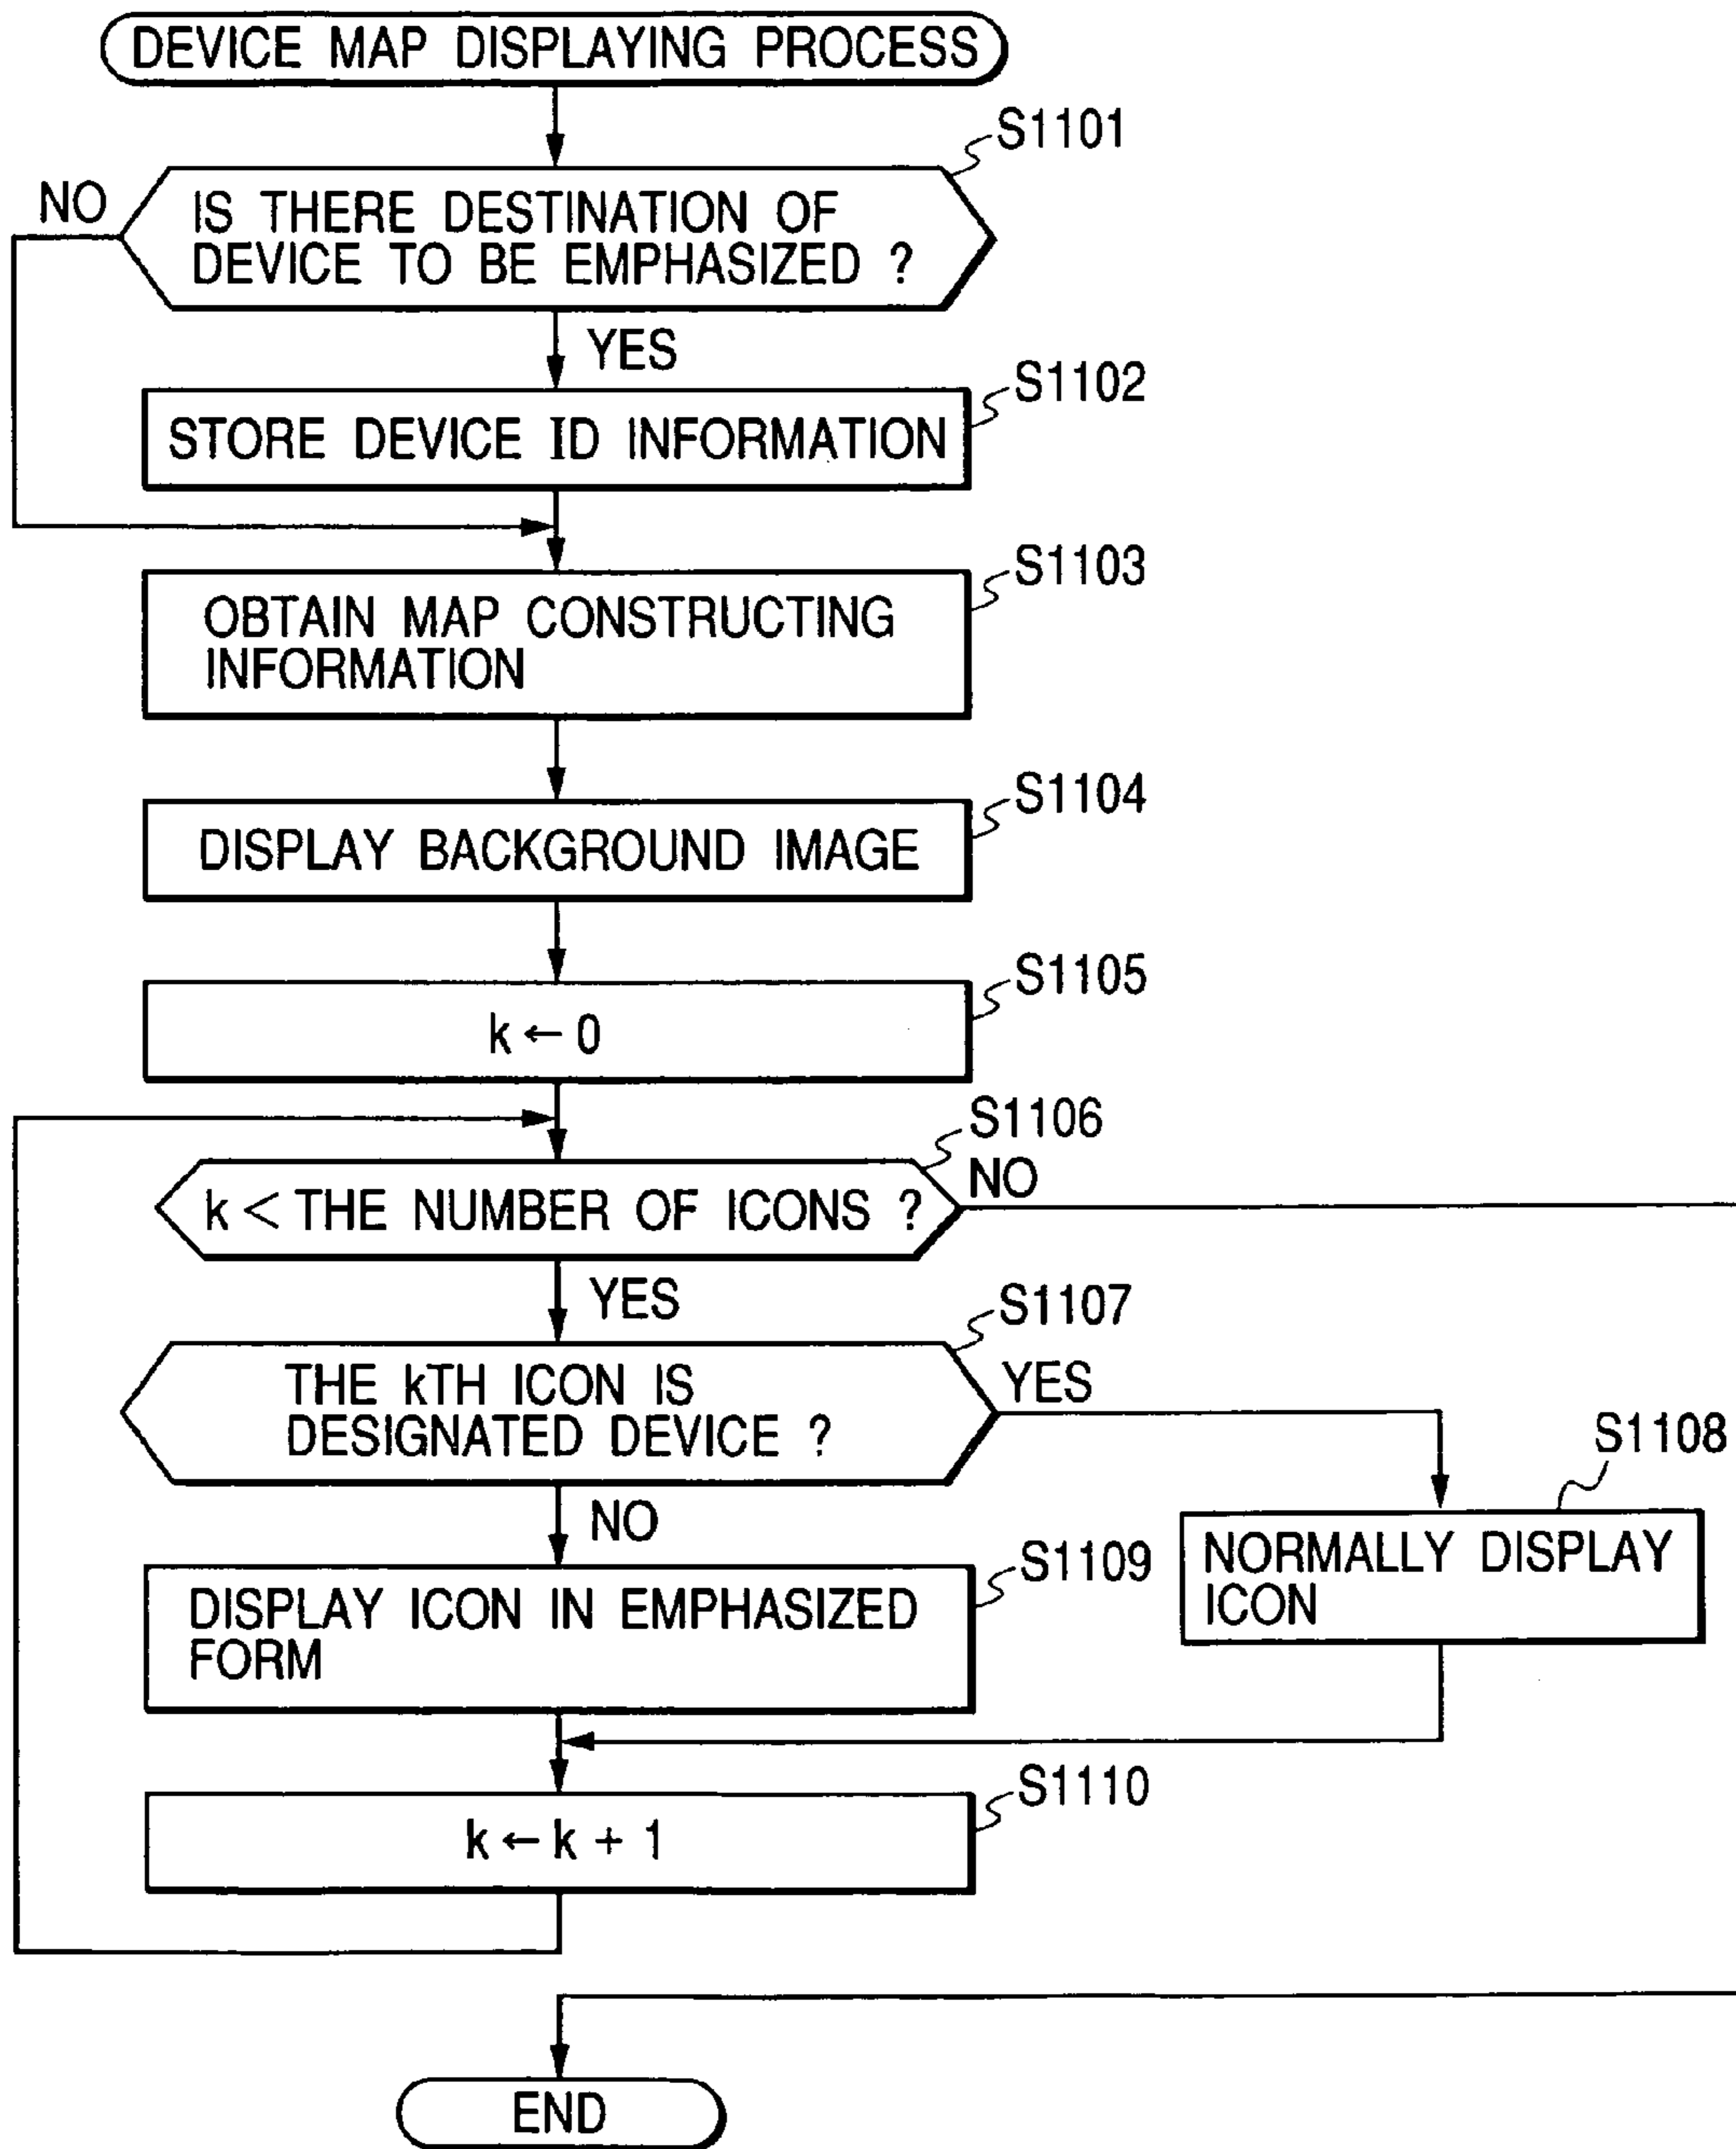 DEVICE MAP DISPLAYING PROCESS
S1101
NO
IS THERE DESTINATION OF
DEVICE TO BE EMPHASIZED ?
YES
S1102
STORE DEVICE ID INFORMATION
S1103
OBTAIN MAP CONSTRUCTING
INFORMATION
S1104
DISPLAY BACKGROUND IMAGE
S1105
k ← 0
S1106
k < THE NUMBER OF ICONS ?
NO
YES
S1107
THE kTH ICON IS
DESIGNATED DEVICE ?
YES
S1108
NO
NORMALLY DISPLAY
ICON
S1109
DISPLAY ICON IN EMPHASIZED
FORM
S1110
k ← k + 1
END